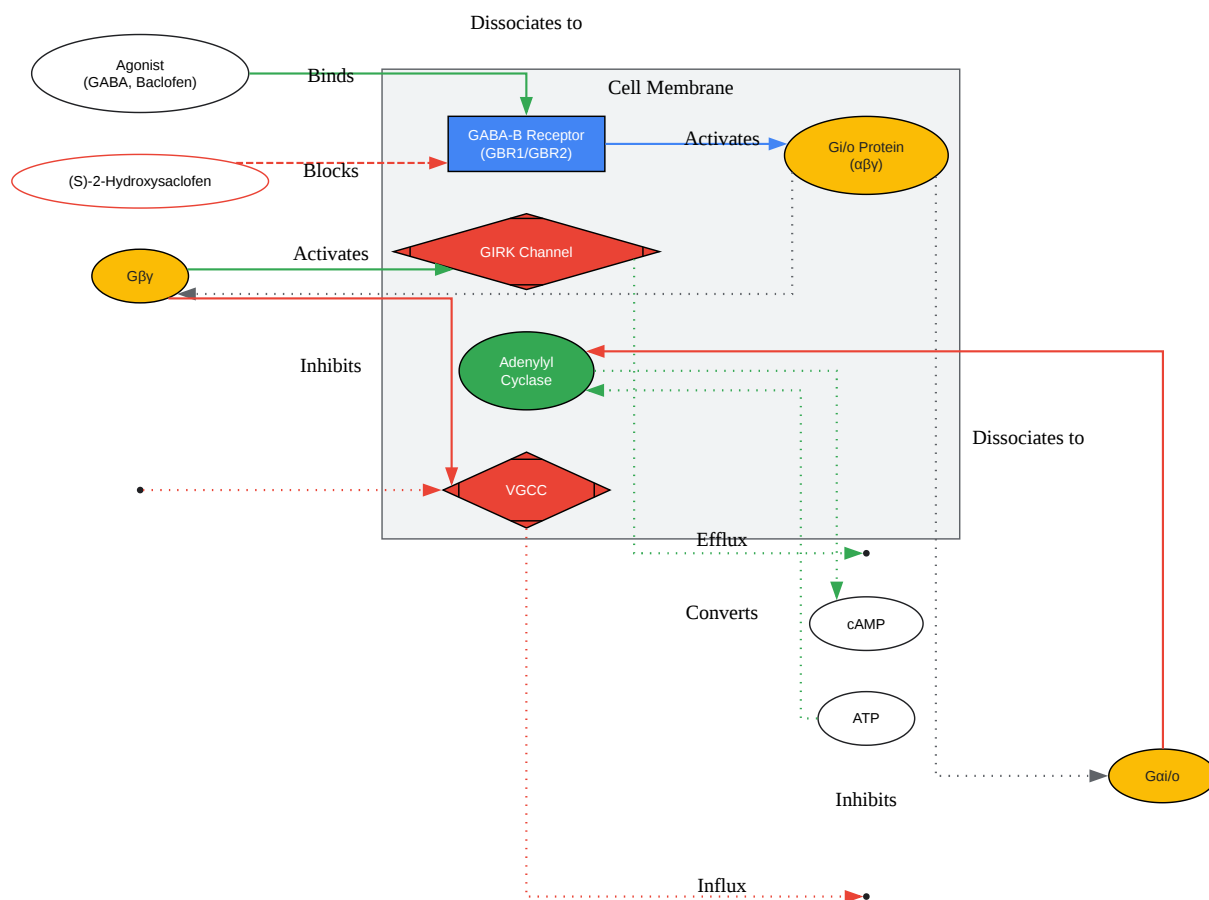 Dissociates to
Agonist
(GABA, Baclofen)
Binds
Cell Membrane
GABA-B Receptor
(GBR1/GBR2)
Activates
Gi/o Protein
(αβγ)
(S)-2-Hydroxysaclofen
Blocks
Activates
GIRK Channel
Gβγ
Inhibits
Adenylyl
Cyclase
Dissociates to
VGCC
Efflux
Converts
cAMP
ATP
Gαi/o
Inhibits
Influx